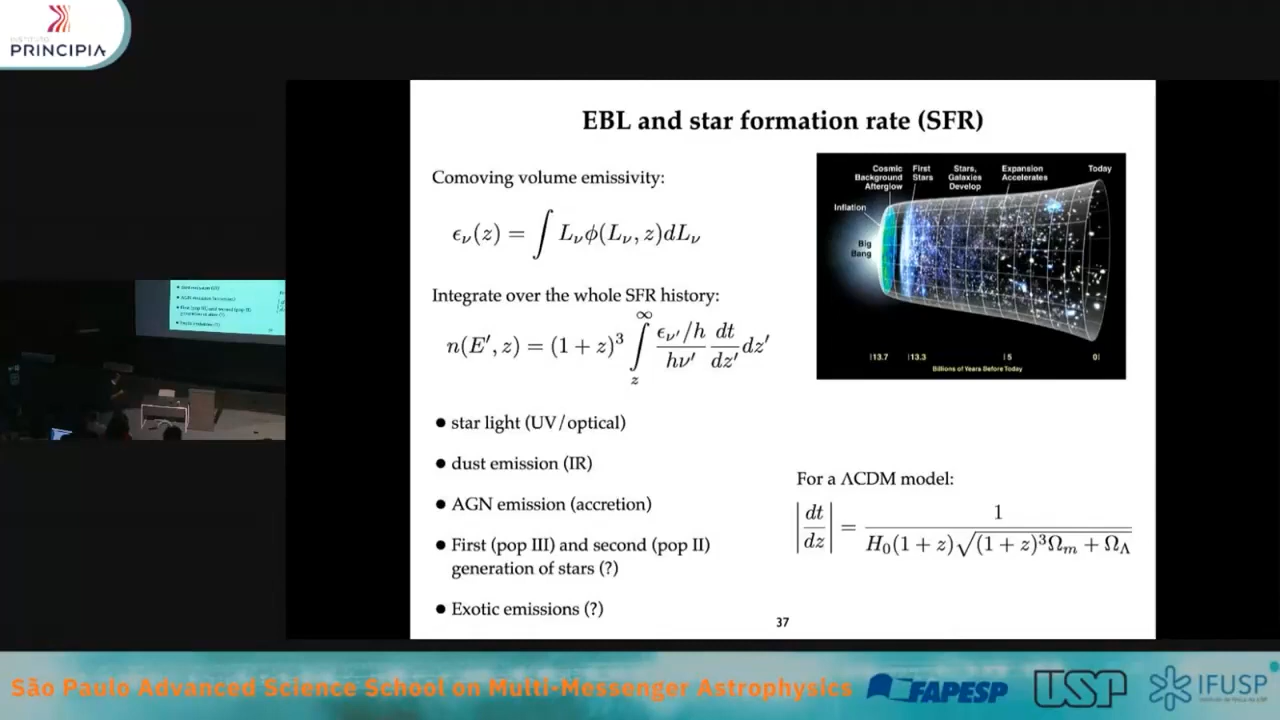 INSTITUTO
PRINCIPIA
EBL and star formation rate (SFR)
Comoving volume emissivity:
ϵ_ν(z) = ∫ L_ν ϕ(L_ν, z)dL_ν
Integrate over the whole SFR history:
n(E′, z) = (1 + z)³ ∫_z^∞ (ϵ_ν′/h)/(hν′) dt/dz′ dz′
● star light (UV/optical)
● dust emission (IR)
● AGN emission (accretion)
● First (pop III) and second (pop II)
generation of stars (?)
● Exotic emissions (?)
Cosmic
Background
Afterglow
First
Stars
Stars,
Galaxies
Develop
Expansion
Accelerates
Today
Inflation
Big
Bang
13.7
13.3
5
0
Billions of Years Before Today
For a ΛCDM model:
|dt/dz| = 1/(H₀(1 + z)√((1 + z)³Ω_m + Ω_Λ))
37
São Paulo Advanced Science School on Multi-Messenger Astrophysics
FAPESP
USP
IFUSP